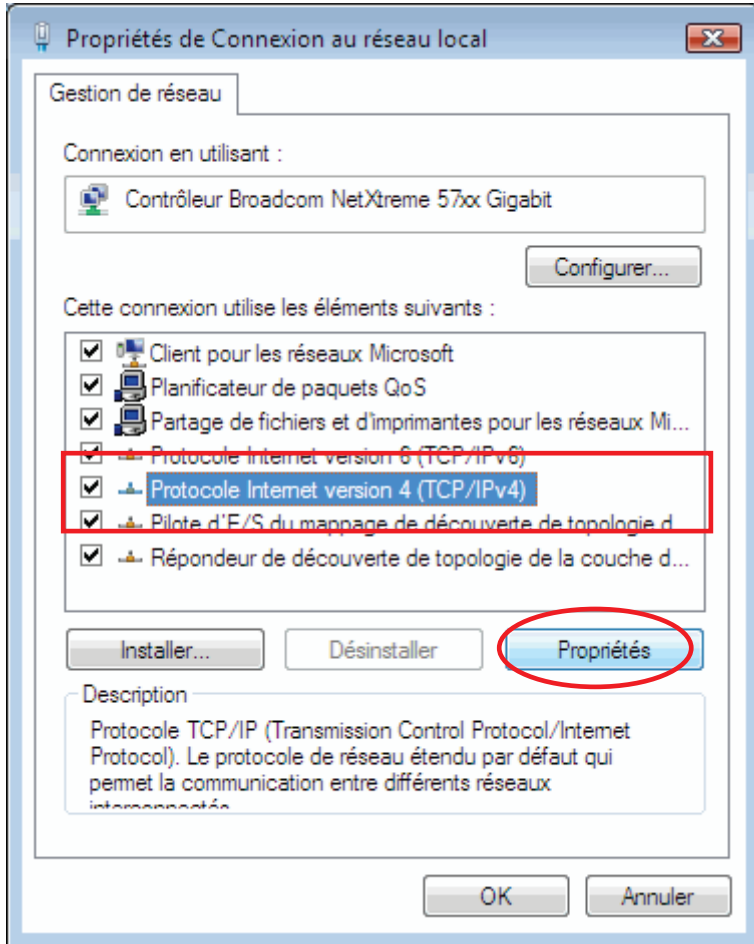 Propriétés de Connexion au réseau local
Gestion de réseau
Connexion en utilisant :
Contrôleur Broadcom NetXtreme 57xx Gigabit
Configurer...
Cette connexion utilise les éléments suivants :
Client pour les réseaux Microsoft
Planificateur de paquets QoS
Partage de fichiers et d'imprimantes pour les réseaux Mi...
Protocole Internet version 6 (TCP/IPv6)
Protocole Internet version 4 (TCP/IPv4)
Pilote d'E/S du mappage de découverte de topologie d
Répondeur de découverte de topologie de la couche d...
Installer...
Désinstaller
Propriétés
Description
Protocole TCP/IP (Transmission Control Protocol/Internet
Protocol). Le protocole de réseau étendu par défaut qui
permet la communication entre différents réseaux
interconnectés
OK
Annuler